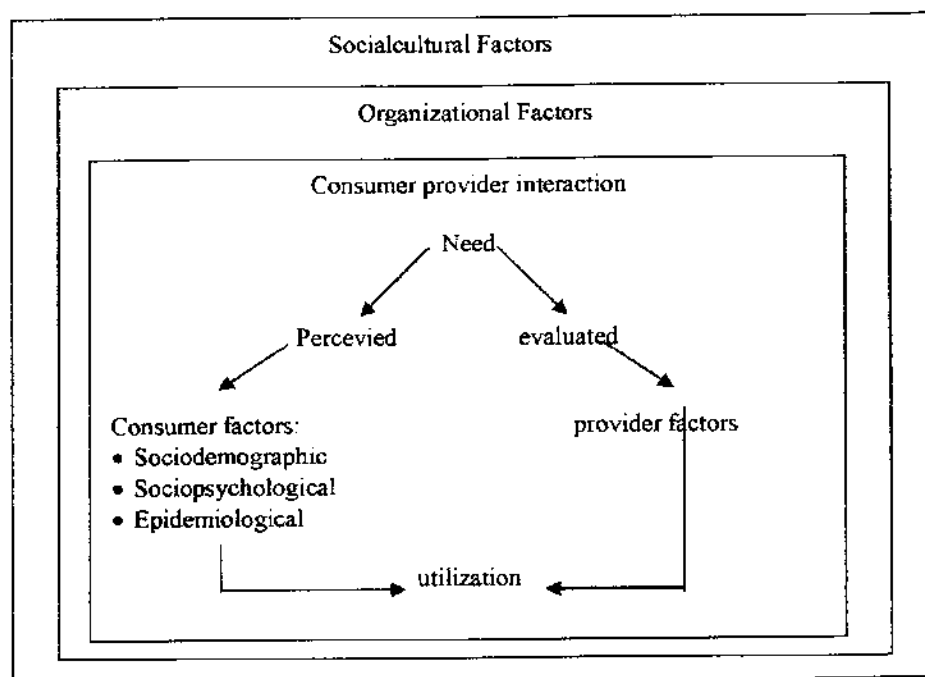 Socialcultural Factors
Organizational Factors
Consumer provider interaction
Need
Percevied evaluated
Consumer factors: provider factors
• Sociodemographic
• Sociopsychological
• Epidemiological
utilization